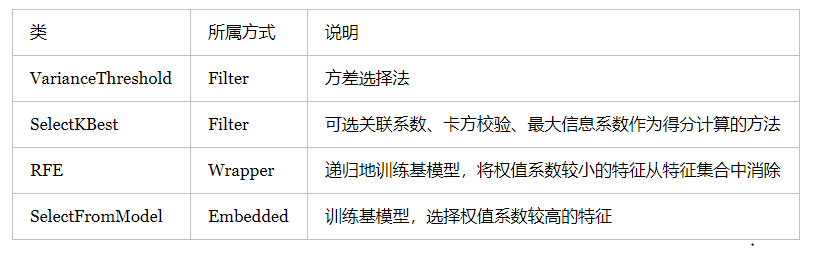 类 所属方式 说明
VarianceThreshold Filter 方差选择法
SelectKBest Filter 可选关联系数、卡方校验、最大信息系数作为得分计算的方法
RFE Wrapper 递归地训练基模型，将权值系数较小的特征从特征集合中消除
SelectFromModel Embedded 训练基模型，选择权值系数较高的特征